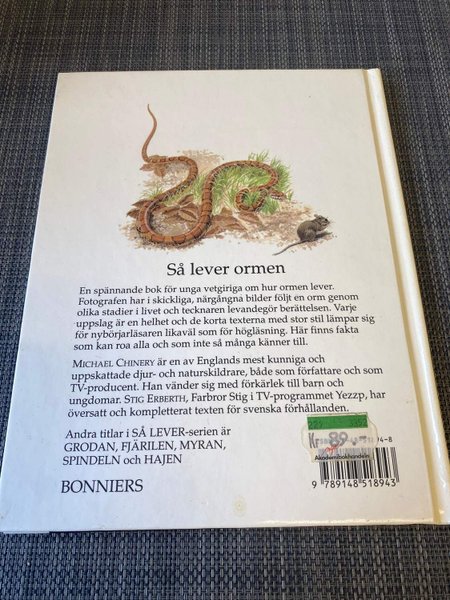 Så lever ormen
En spännande bok för unga vetgiriga om hur ormen lever.
Fotografen har i skickliga, närgångna bilder följt en orm genom
olika stadier i livet och tecknaren levandegör berättelsen. Varje
uppslag är en helhet och de korta texterna med stor stil lämpar sig
för nybörjarläsaren likaväl som för högläsning. Här finns fakta
som kan roa alla och som inte så många känner till.
MICHAEL CHINERY är en av Englands mest kunniga och
uppskattade djur- och naturskildrare, både som författare och som
TV-producent. Han vänder sig med förkärlek till barn och
ungdomar. STIG ERBERTH, Farbror Stig i TV-programmet Yezzp, har
översatt och kompletterat texten för svenska förhållanden.
Andra titlar i SÅ LEVER-serien är
GRODAN, FJÄRILEN, MYRAN,
SPINDELN och HAJEN
BONNIERS
Kr 89
94-8
Akademibokhandeln
9 789148 518943